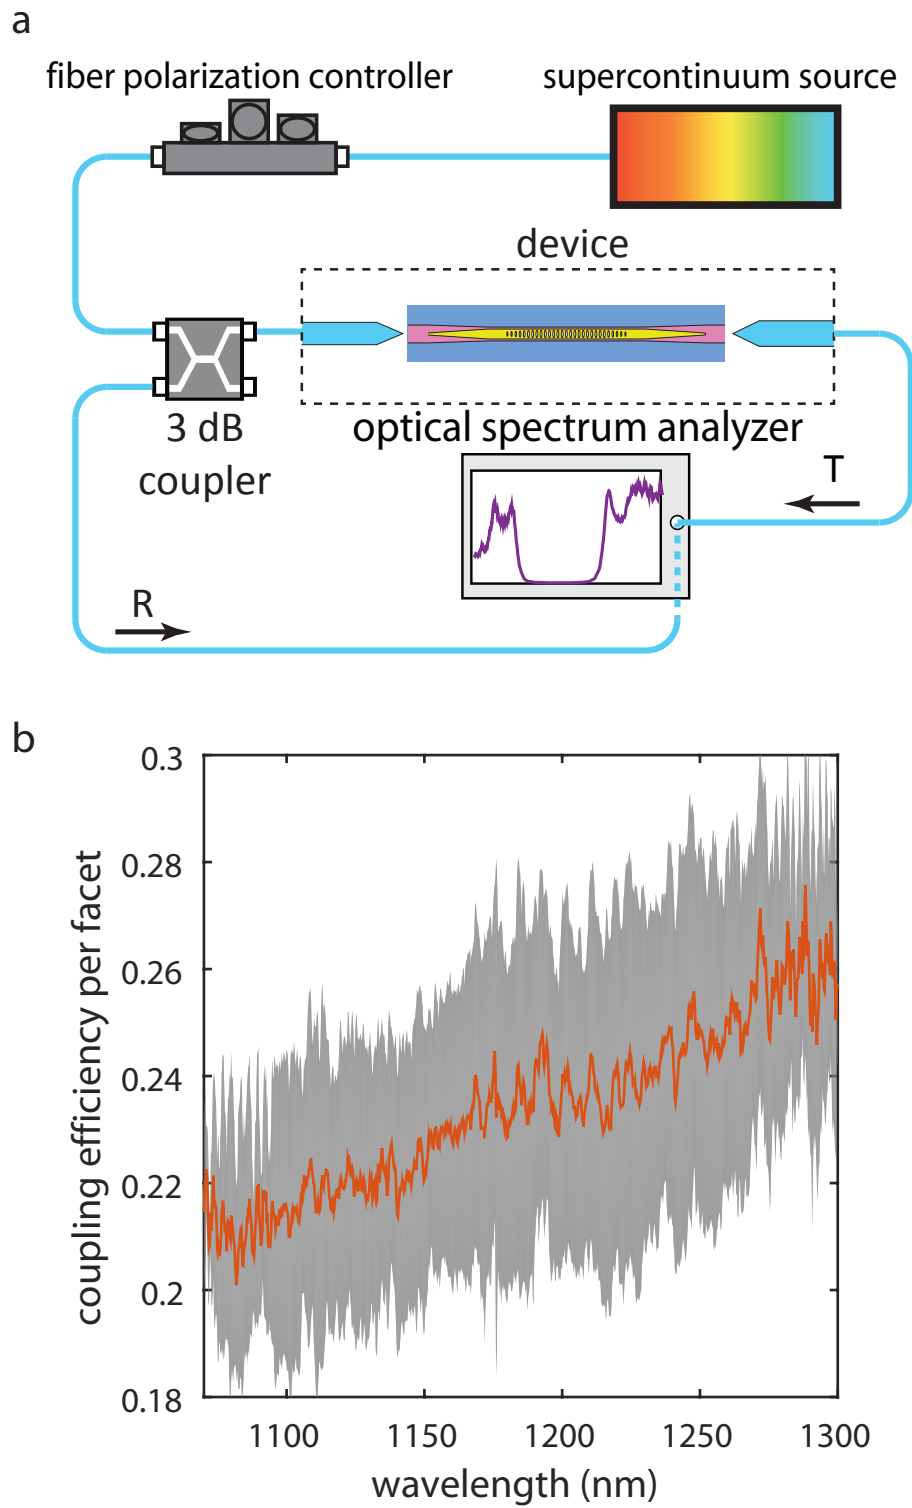 a
fiber polarization controller
supercontinuum source
device
3 dB
coupler
optical spectrum analyzer
T
R
b
0.3
0.28
0.26
0.24
0.22
0.2
0.18
coupling efficiency per facet
1100
1150
1200
1250
1300
wavelength (nm)